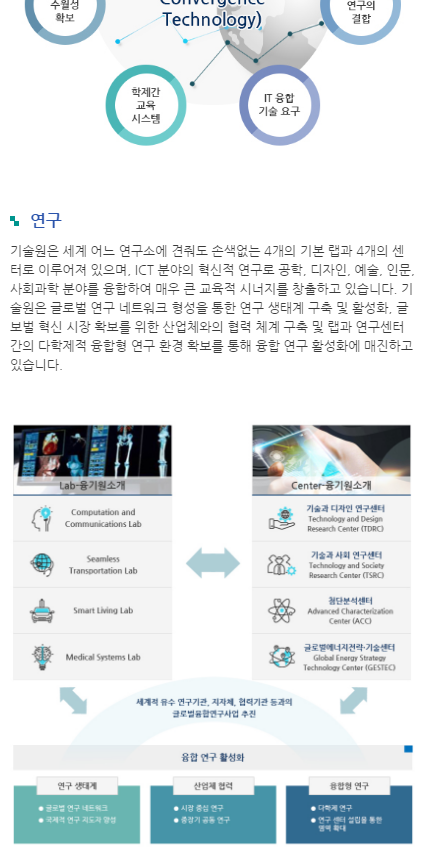 수월성
확보
Convergence
Technology)
연구의
결합
학제간
교육
시스템
IT 융합
기술 요구
연구
기술원은 세계 어느 연구소에 견줘도 손색없는 4개의 기본 랩과 4개의 센
터로 이루어져 있으며, ICT 분야의 혁신적 연구로 공학, 디자인, 예술, 인문,
사회과학 분야를 융합하여 매우 큰 교육적 시너지를 창출하고 있습니다. 기
술원은 글로벌 연구 네트워크 형성을 통한 연구 생태계 구축 및 활성화, 글
보벌 혁신 시장 확보를 위한 산업체와의 협력 체계 구축 및 랩과 연구센터
간의 다학제적 융합형 연구 환경 확보를 통해 융합 연구 활성화에 매진하고
있습니다.
Lab-융기원소개
Computation and
Communications Lab
Seamless
Transportation Lab
Smart Living Lab
Medical Systems Lab
Center-융기원소개
기술과 디자인 연구센터
Technology and Design
Research Center (TDRC)
기술과 사회 연구센터
Technology and Society
Research Center (TSRC)
첨단분석센터
Advanced Characterization
Center (ACC)
글로벌에너지전략·기술센터
Global Energy Strategy
Technology Center (GESTEC)
세계적 유수 연구기관, 지자체, 협력기관 등과의
글로벌융합연구사업 추진
융합 연구 활성화
연구 생태계
글로벌 연구 네트워크
국제적 연구 지도자 양성
산업체 협력
시장 중심 연구
중장기 공동 연구
융합형 연구
다학제 연구
연구 센터 설립을 통한
영역 확대